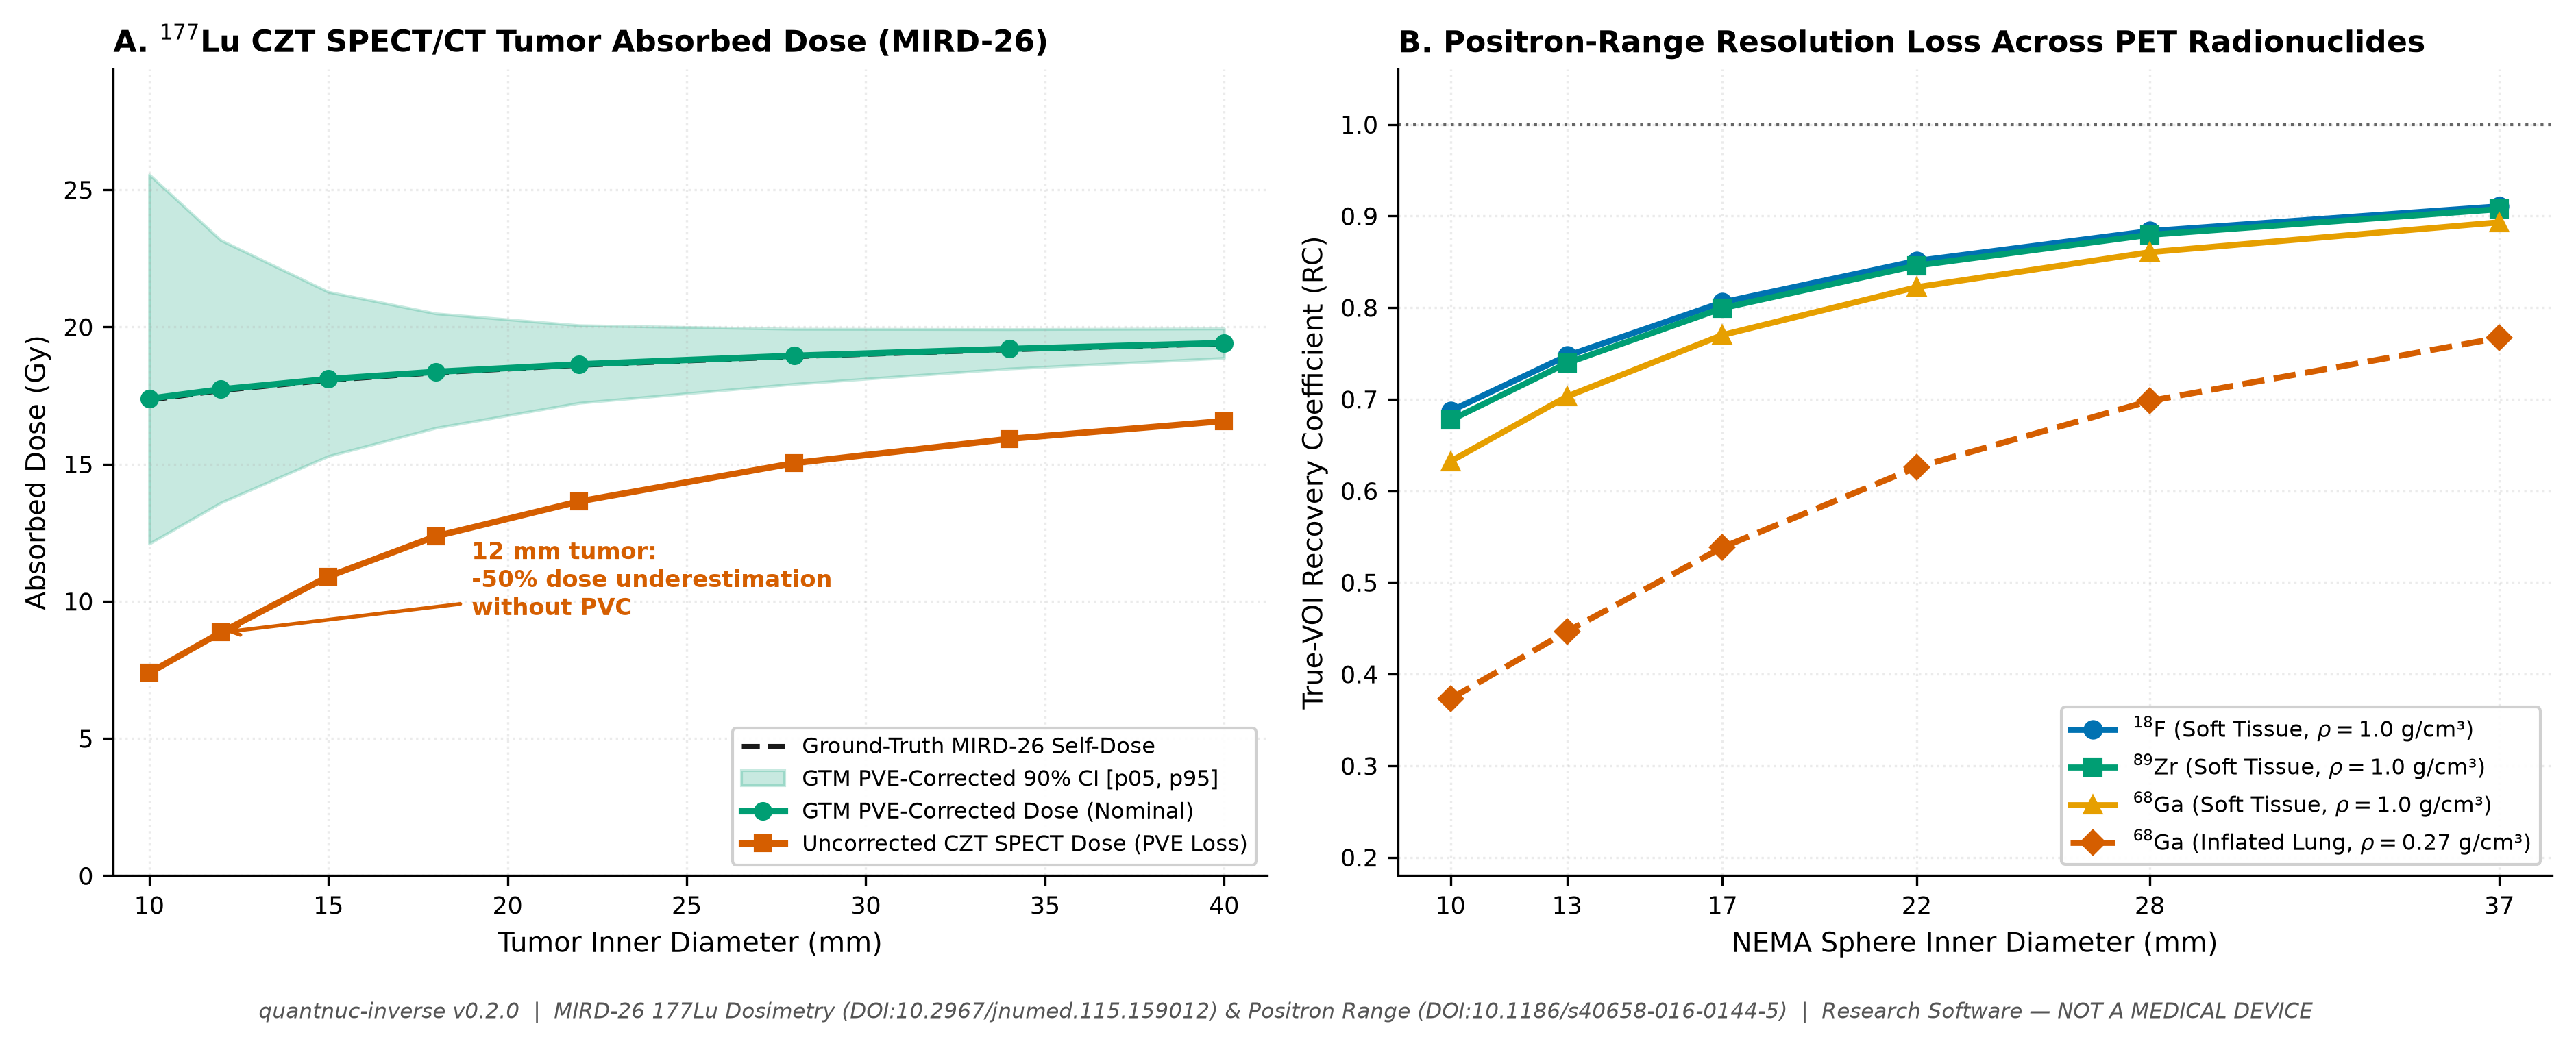 A. ¹⁷⁷Lu CZT SPECT/CT Tumor Absorbed Dose (MIRD-26)
Absorbed Dose (Gy)
25
20
15
10
5
0
12 mm tumor:
-50% dose underestimation
without PVC
Ground-Truth MIRD-26 Self-Dose
GTM PVE-Corrected 90% CI [p05, p95]
GTM PVE-Corrected Dose (Nominal)
Uncorrected CZT SPECT Dose (PVE Loss)
10 15 20 25 30 35 40
Tumor Inner Diameter (mm)
B. Positron-Range Resolution Loss Across PET Radionuclides
True-VOI Recovery Coefficient (RC)
1.0
0.9
0.8
0.7
0.6
0.5
0.4
0.3
0.2
¹⁸F (Soft Tissue, ρ = 1.0 g/cm³)
⁸⁹Zr (Soft Tissue, ρ = 1.0 g/cm³)
⁶⁸Ga (Soft Tissue, ρ = 1.0 g/cm³)
⁶⁸Ga (Inflated Lung, ρ = 0.27 g/cm³)
10 13 17 22 28 37
NEMA Sphere Inner Diameter (mm)
quantnuc-inverse v0.2.0 | MIRD-26 177Lu Dosimetry (DOI:10.2967/jnumed.115.159012) & Positron Range (DOI:10.1186/s40658-016-0144-5) | Research Software — NOT A MEDICAL DEVICE